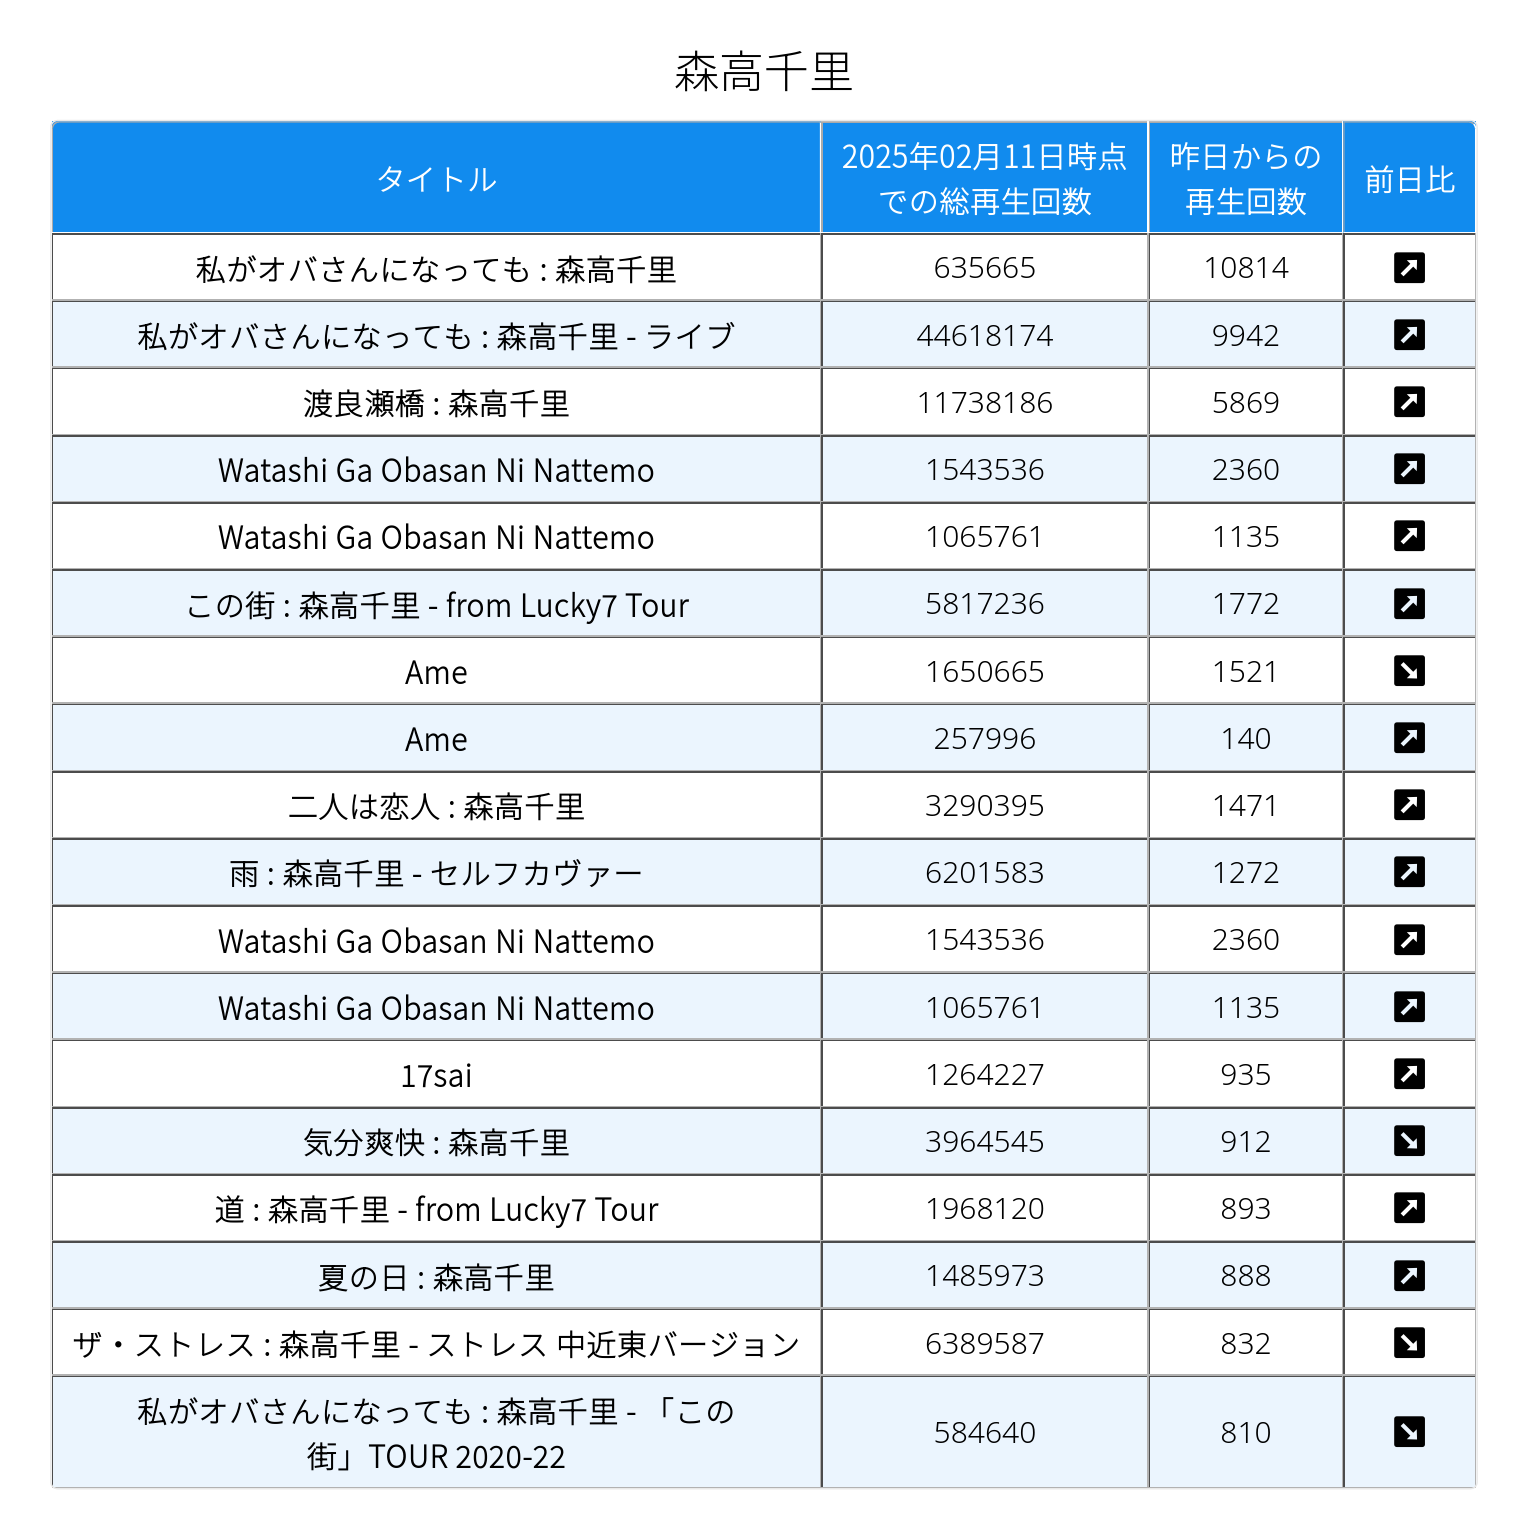 森高千里
タイトル 2025年02月11日時点での総再生回数 昨日からの再生回数 前日比
私がオバさんになっても : 森高千里 635665 10814 ↗
私がオバさんになっても : 森高千里 - ライブ 44618174 9942 ↗
渡良瀬橋 : 森高千里 11738186 5869 ↗
Watashi Ga Obasan Ni Nattemo 1543536 2360 ↗
Watashi Ga Obasan Ni Nattemo 1065761 1135 ↗
この街 : 森高千里 - from Lucky7 Tour 5817236 1772 ↗
Ame 1650665 1521 ↘
Ame 257996 140 ↗
二人は恋人 : 森高千里 3290395 1471 ↗
雨 : 森高千里 - セルフカヴァー 6201583 1272 ↗
Watashi Ga Obasan Ni Nattemo 1543536 2360 ↗
Watashi Ga Obasan Ni Nattemo 1065761 1135 ↗
17sai 1264227 935 ↗
気分爽快 : 森高千里 3964545 912 ↘
道 : 森高千里 - from Lucky7 Tour 1968120 893 ↗
夏の日 : 森高千里 1485973 888 ↗
ザ・ストレス : 森高千里 - ストレス 中近東バージョン 6389587 832 ↘
私がオバさんになっても : 森高千里 - 「この街」TOUR 2020-22 584640 810 ↘